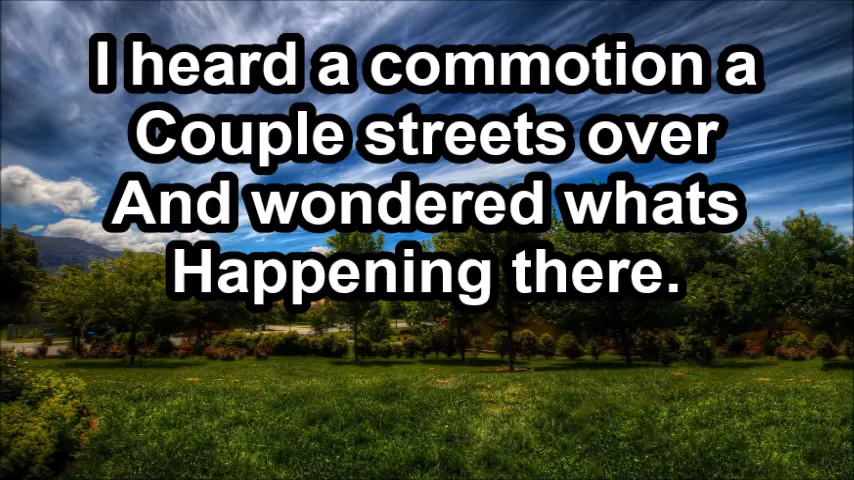 I heard a commotion a
Couple streets over
And wondered whats
Happening there.